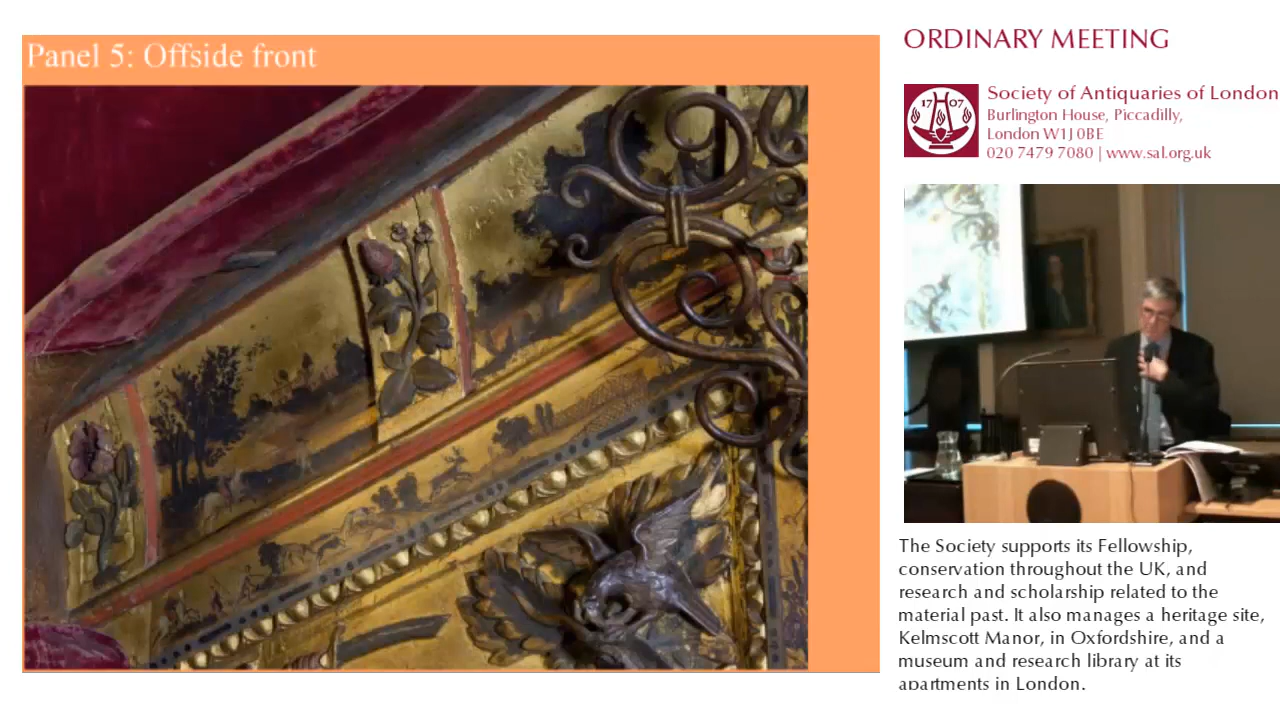 Panel 5: Offside front
ORDINARY MEETING
17 07
Society of Antiquaries of London
Burlington House, Piccadilly,
London W1J 0BE
020 7479 7080 | www.sal.org.uk
The Society supports its Fellowship,
conservation throughout the UK, and
research and scholarship related to the
material past. It also manages a heritage site,
Kelmscott Manor, in Oxfordshire, and a
museum and research library at its
apartments in London.